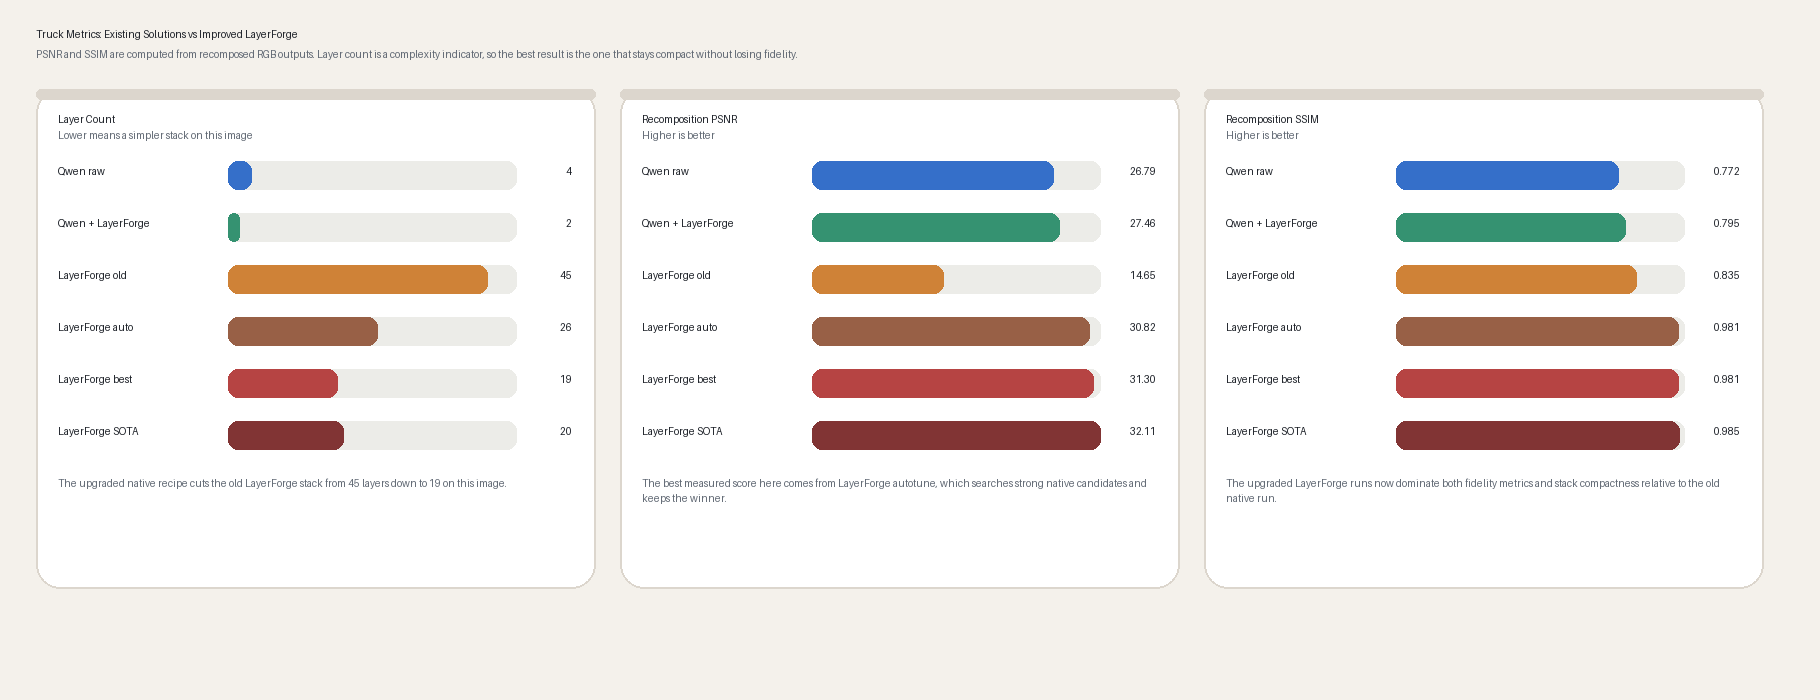 Truck Metrics: Existing Solutions vs Improved LayerForge
PSNR and SSIM are computed from recomposed RGB outputs. Layer count is a complexity indicator, so the best result is the one that stays compact without losing fidelity.
Layer Count
Lower means a simpler stack on this image
Qwen raw 4
Qwen + LayerForge 2
LayerForge old 45
LayerForge auto 26
LayerForge best 19
LayerForge SOTA 20
The upgraded native recipe cuts the old LayerForge stack from 45 layers down to 19 on this image.
Recomposition PSNR
Higher is better
Qwen raw 26.79
Qwen + LayerForge 27.46
LayerForge old 14.65
LayerForge auto 30.82
LayerForge best 31.30
LayerForge SOTA 32.11
The best measured score here comes from LayerForge autotune, which searches strong native candidates and
keeps the winner.
Recomposition SSIM
Higher is better
Qwen raw 0.772
Qwen + LayerForge 0.795
LayerForge old 0.835
LayerForge auto 0.981
LayerForge best 0.981
LayerForge SOTA 0.985
The upgraded LayerForge runs now dominate both fidelity metrics and stack compactness relative to the old
native run.